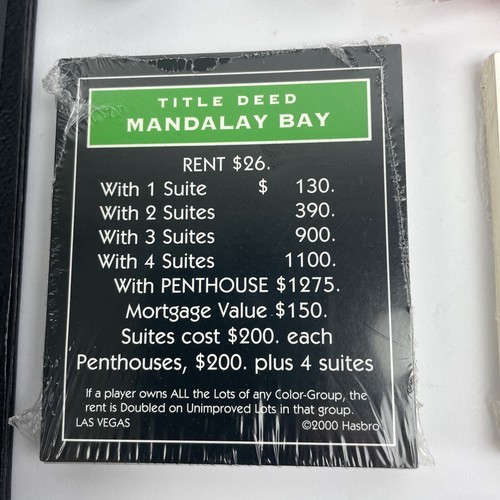 TITLE DEED
MANDALAY BAY
RENT $26.
With 1 Suite $ 130.
With 2 Suites 390.
With 3 Suites 900.
With 4 Suites 1100.
With PENTHOUSE $1275.
Mortgage Value $150.
Suites cost $200. each
Penthouses, $200. plus 4 suites
If a player owns ALL the Lots of any Color-Group, the
rent is Doubled on Unimproved Lots in that group.
LAS VEGAS ©2000 Hasbro